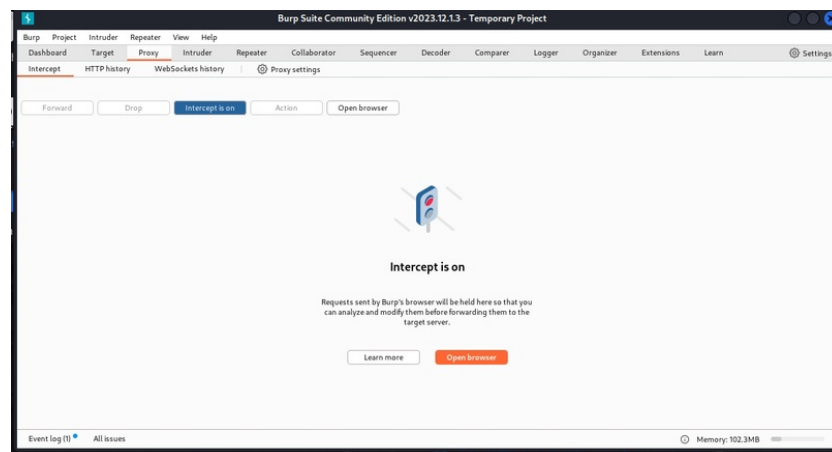 Burp Suite Community Edition v2023.12.1.3 - Temporary Project
Burp Project Intruder Repeater View Help
Dashboard Target Proxy Intruder Repeater Collaborator Sequencer Decoder Comparer Logger Organizer Extensions Learn Settings
Intercept HTTP history WebSockets history Proxy settings
Forward Drop Intercept is on Action Open browser
Intercept is on
Requests sent by Burp's browser will be held here so that you
can analyze and modify them before forwarding them to the
target server.
Learn more Open browser
Event log (1) All issues Memory: 102.3MB